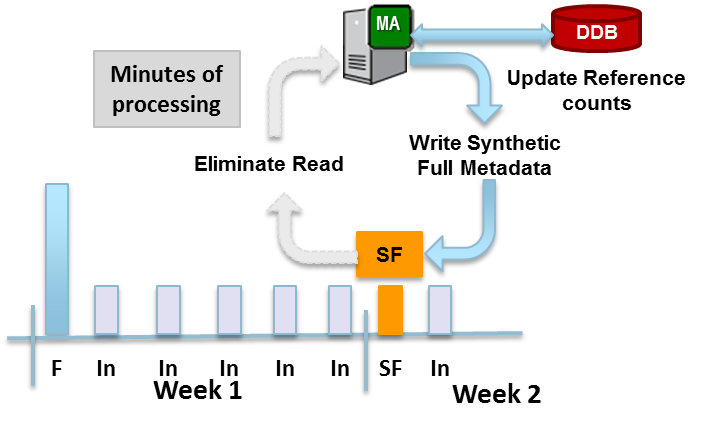 MA
DDB
Minutes of
processing
Update Reference
counts
Eliminate Read
Write Synthetic
Full Metadata
SF
F In In In In In SF In
Week 1
Week 2